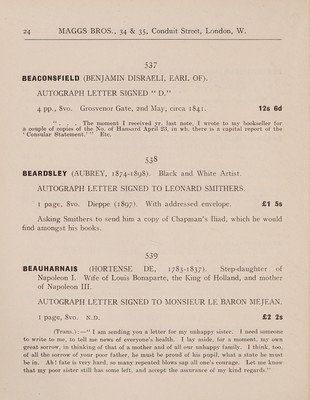 24 MAGGS BROS., 34 & 35, Conduit Street, London, W.
537
BEACONSFIELD (BENJAMIN DISRAELI, EARL OF).
AUTOGRAPH LETTER SIGNED "D."
4 pp., 8vo. Grosvenor Gate, 2nd May, circa 1841. 12s 6d
". . . The moment I received yr. last note, I wrote to my bookseller for
a couple of copies of the No. of Hansard April 23, in wh. there is a capital report of the
'Consular Statement.'" Etc.
538
BEARDSLEY (AUBREY, 1874-1898). Black and White Artist.
AUTOGRAPH LETTER SIGNED TO LEONARD SMITHERS.
1 page, 8vo. Dieppe (1897). With addressed envelope. £1 5s
Asking Smithers to send him a copy of Chapman's Iliad, which he would
find amongst his books.
539
BEAUHARNAIS (HORTENSE DE, 1783-1837). Step-daughter of
Napoleon I. Wife of Louis Bonaparte, the King of Holland, and mother
of Napoleon III.
AUTOGRAPH LETTER SIGNED TO MONSIEUR LE BARON MEJEAN.
1 page, 8vo. N.D. £2 2s
(Trans.):—"I am sending you a letter for my unhappy sister. I need someone
to write to me, to tell me news of everyone's health. I lay aside, for a moment, my own
great sorrow, in thinking of that of a mother and of all our unhappy family. I think, too,
of all the sorrow of your poor father, he must be proud of his pupil, what a state he must
be in. Ah! fate is very hard, so many repeated blows sap all one's courage. Let me know
that my poor sister still has some left, and accept the assurance of my kind regards."